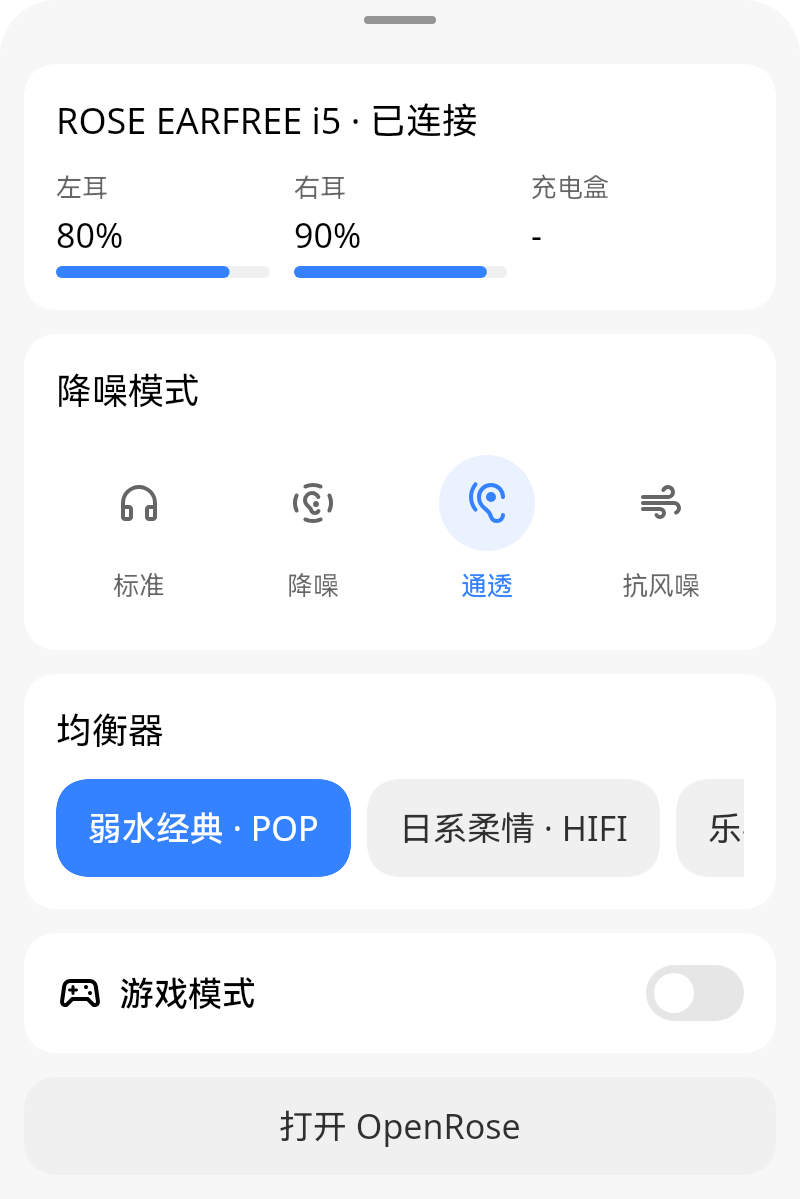 ROSE EARFREE i5 · 已连接
左耳 右耳 充电盒
80% 90% -
降噪模式
标准 降噪 通透 抗风噪
均衡器
弱水经典 · POP 日系柔情 · HIFI 乐
游戏模式
打开 OpenRose